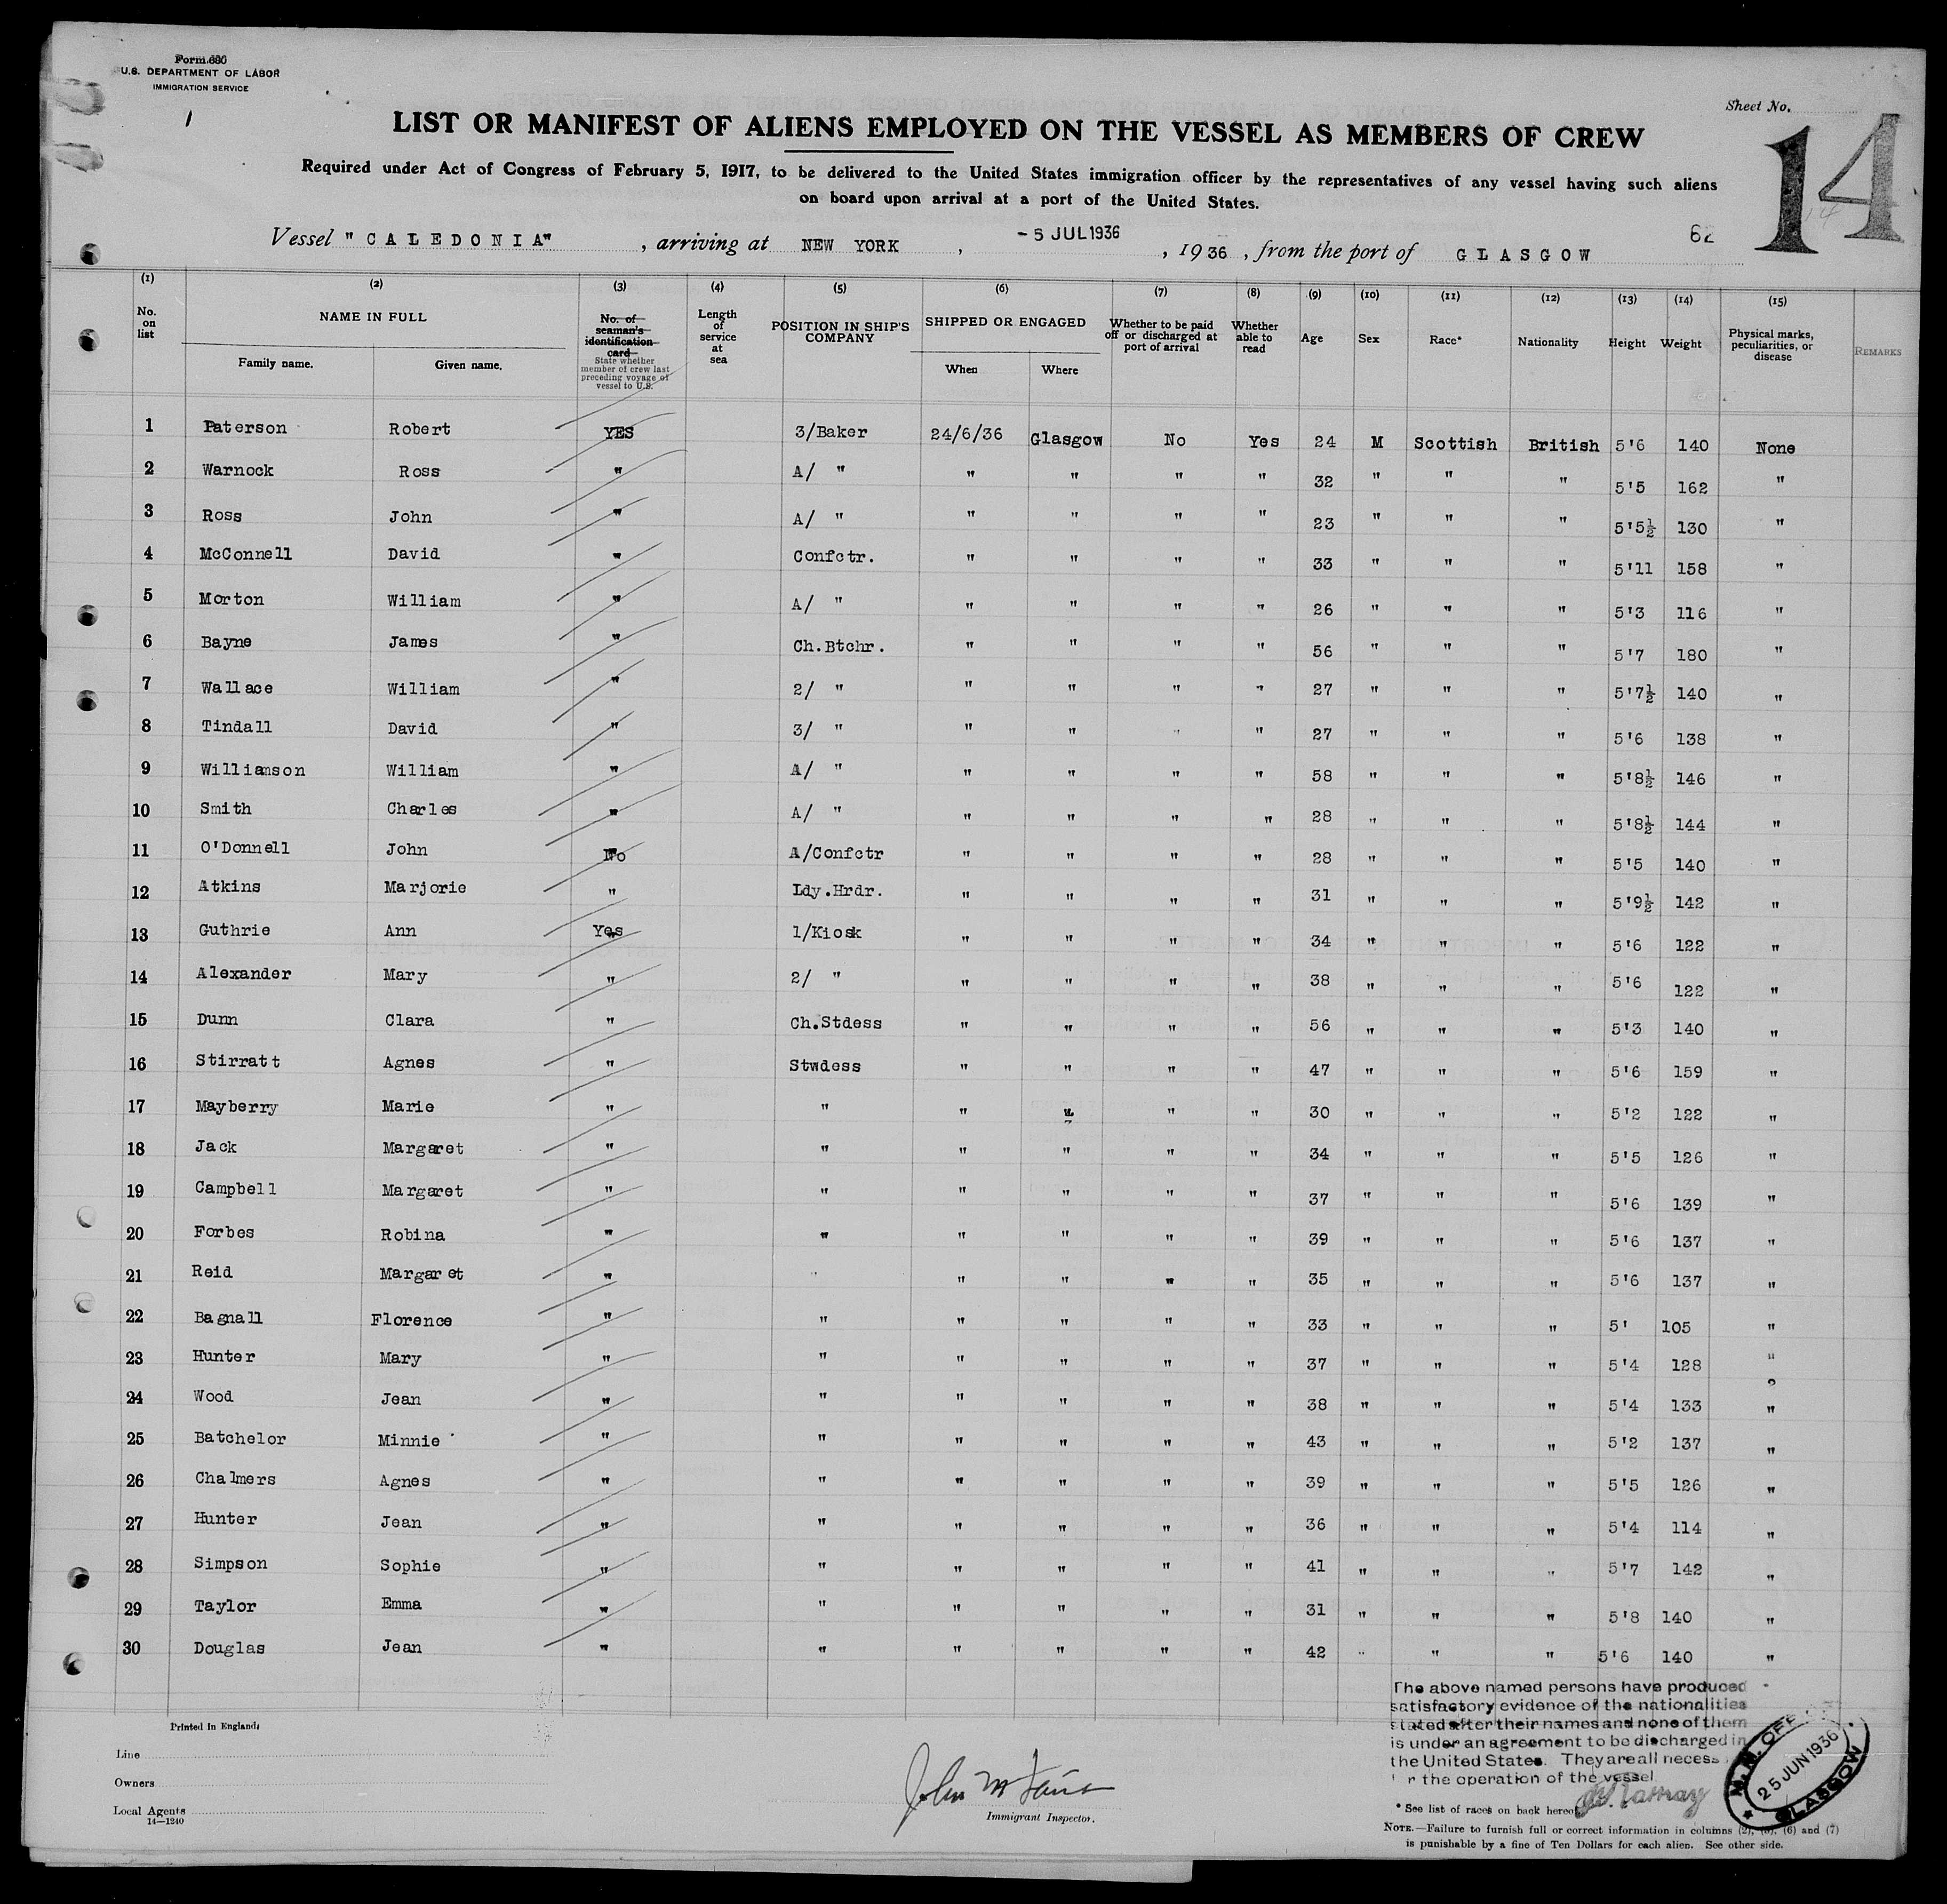 Form 680
U.S. DEPARTMENT OF LABOR
IMMIGRATION SERVICE
Sheet No.
14
LIST OR MANIFEST OF ALIENS EMPLOYED ON THE VESSEL AS MEMBERS OF CREW
Required under Act of Congress of February 5, 1917, to be delivered to the United States immigration officer by the representatives of any vessel having such aliens
on board upon arrival at a port of the United States.
62
Vessel "CALEDONIA", arriving at NEW YORK, -5 JUL 1936, 1936, from the port of GLASGOW
(1) (2) (3) (4) (5) (6) (7) (8) (9) (10) (11) (12) (13) (14) (15)
No. on list NAME IN FULL Family name. Given name. No. of seaman's identification card State whether member of crew last preceding voyage of vessel to U.S. Length of service at sea POSITION IN SHIP'S COMPANY SHIPPED OR ENGAGED When Where Whether to be paid off or discharged at port of arrival Whether able to read Age Sex Race* Nationality Height Weight Physical marks, peculiarities, or disease REMARKS
1 Paterson Robert YES 3/Baker 24/6/36 Glasgow No Yes 24 M Scottish British 5'6 140 None
2 Warnock Ross " A/ " " " " " 32 " " " 5'5 162 "
3 Ross John " A/ " " " " " 23 " " " 5'5½ 130 "
4 McConnell David " Confctr. " " " " 33 " " " 5'11 158 "
5 Morton William " A/ " " " " " 26 " " " 5'3 116 "
6 Bayne James " Ch.Btchr. " " " " 56 " " " 5'7 180 "
7 Wallace William " 2/ " " " " " 27 " " " 5'7½ 140 "
8 Tindall David " 3/ " " " " " 27 " " " 5'6 138 "
9 Williamson William " A/ " " " " " 58 " " " 5'8½ 146 "
10 Smith Charles " A/ " " " " " 28 " " " 5'8½ 144 "
11 O'Donnell John No A/Confctr " " " " 28 " " " 5'5 140 "
12 Atkins Marjorie " Ldy.Hrdr. " " " " 31 " " " 5'9½ 142 "
13 Guthrie Ann Yes 1/Kiosk " " " " 34 " " " 5'6 122 "
14 Alexander Mary " 2/ " " " " " 38 " " " 5'6 122 "
15 Dunn Clara " Ch.Stdess " " " " 56 " " " 5'3 140 "
16 Stirratt Agnes " Stwdess " " " " 47 " " " 5'6 159 "
17 Mayberry Marie " " " " " " 30 " " " 5'2 122 "
18 Jack Margaret " " " " " " 34 " " " 5'5 126 "
19 Campbell Margaret " " " " " " 37 " " " 5'6 139 "
20 Forbes Robina " " " " " " 39 " " " 5'6 137 "
21 Reid Margaret " " " " " " 35 " " " 5'6 137 "
22 Bagnall Florence " " " " " " 33 " " " 5' 105 "
23 Hunter Mary " " " " " " 37 " " " 5'4 128 "
24 Wood Jean " " " " " " 38 " " " 5'4 133 "
25 Batchelor Minnie " " " " " " 43 " " " 5'2 137 "
26 Chalmers Agnes " " " " " " 39 " " " 5'5 126 "
27 Hunter Jean " " " " " " 36 " " " 5'4 114 "
28 Simpson Sophie " " " " " " 41 " " " 5'7 142 "
29 Taylor Emma " " " " " " 31 " " " 5'8 140 "
30 Douglas Jean " " " " " " 42 " " " 5'6 140 "
The above named persons have produced
satisfactory evidence of the nationalities
stated after their names and none of them
is under an agreement to be discharged in
the United States. They are all necess
r the operation of the vessel
Printed in England.
Line
Owners
Local Agents
14—1240
John M
Immigrant Inspector.
M. M. OFF
25 JUN 1936
GLASGOW
* See list of races on back hereof
NOTE.—Failure to furnish full or correct information in columns (2), (5), (6) and (7)
is punishable by a fine of Ten Dollars for each alien. See other side.